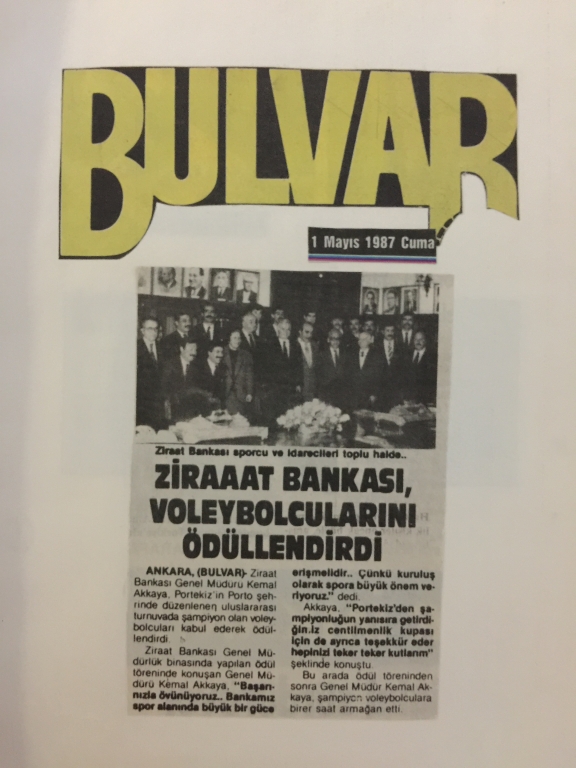 BULVAR
1 Mayıs 1987 Cuma
Ziraat Bankası sporcu ve idarecileri toplu halde..
ZİRAAAT BANKASI,
VOLEYBOLCULARINI
ÖDÜLLENDİRDİ
ANKARA, (BULVAR)- Ziraat
Bankası Genel Müdürü Kemal
Akkaya, Portekiz'in Porto şeh-
rinde düzenlenen uluslararası
turnuvada şampiyon olan voley-
bolcuları kabul ederek ödül-
lendirdi.
Ziraat Bankası Genel Mü-
dürlük binasında yapılan ödül
töreninde konuşan Genel Mü-
dürü Kemal Akkaya, "Başarı-
nızla övünüyoruz.. Bankamız
spor alanında büyük bir güce
erişmelidir.. Çünkü kuruluş
olarak spora büyük önem ve-
riyoruz." dedi.
Akkaya, "Portekiz'den şa-
mpiyonluğun yanısıra getirdi-
ğin.iz centilmenlik kupası
için de ayrıca teşekkür eder
hepinizi teker teker kutlarım"
şeklinde konuştu.
Bu arada ödül töreninden
sonra Genel Müdür Kemal Ak-
kaya, şampiyon voleybolculara
birer saat armağan etti.